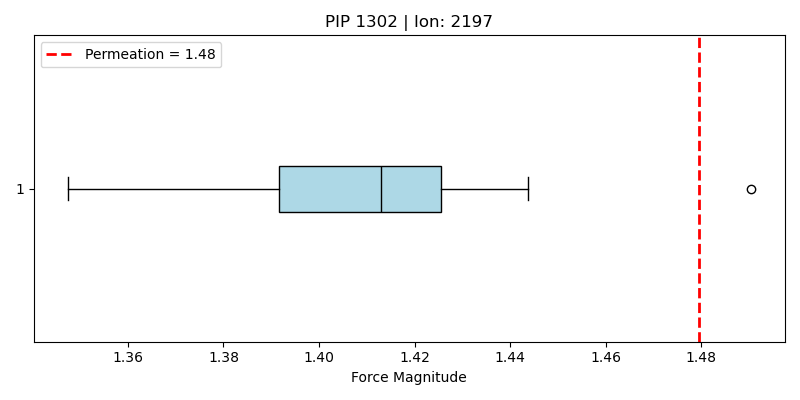 PIP 1302 | Ion: 2197
Permeation = 1.48
1
1.36 1.38 1.40 1.42 1.44 1.46 1.48
Force Magnitude